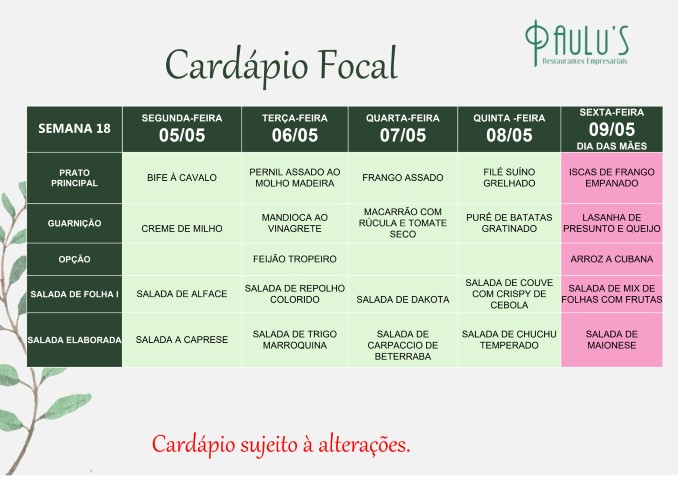 PAULU'S
Restaurantes Empresariais
Cardápio Focal
SEMANA 18
SEGUNDA-FEIRA
05/05
TERÇA-FEIRA
06/05
QUARTA-FEIRA
07/05
QUINTA -FEIRA
08/05
SEXTA-FEIRA
09/05
DIA DAS MÃES
PRATO
PRINCIPAL
BIFE À CAVALO
PERNIL ASSADO AO
MOLHO MADEIRA
FRANGO ASSADO
FILÉ SUÍNO
GRELHADO
ISCAS DE FRANGO
EMPANADO
GUARNIÇÃO
CREME DE MILHO
MANDIOCA AO
VINAGRETE
MACARRÃO COM
RÚCULA E TOMATE
SECO
PURÊ DE BATATAS
GRATINADO
LASANHA DE
PRESUNTO E QUEIJO
OPÇÃO
FEIJÃO TROPEIRO
ARROZ A CUBANA
SALADA DE FOLHA I
SALADA DE ALFACE
SALADA DE REPOLHO
COLORIDO
SALADA DE DAKOTA
SALADA DE COUVE
COM CRISPY DE
CEBOLA
SALADA DE MIX DE
FOLHAS COM FRUTAS
SALADA ELABORADA
SALADA A CAPRESE
SALADA DE TRIGO
MARROQUINA
SALADA DE
CARPACCIO DE
BETERRABA
SALADA DE CHUCHU
TEMPERADO
SALADA DE
MAIONESE
Cardápio sujeito à alterações.